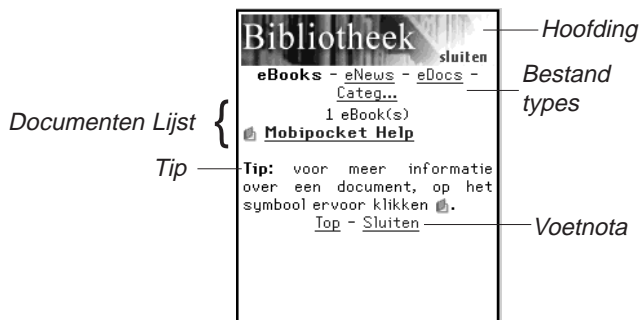 Bibliotheek
sluiten
Hoofding
eBooks - eNews - eDocs -
Categ...
Bestand
types
1 eBook(s)
Mobipocket Help
Documenten Lijst {
Tip
Tip: voor meer informatie
over een document, op het
symbool ervoor klikken .
Top - Sluiten
Voetnota